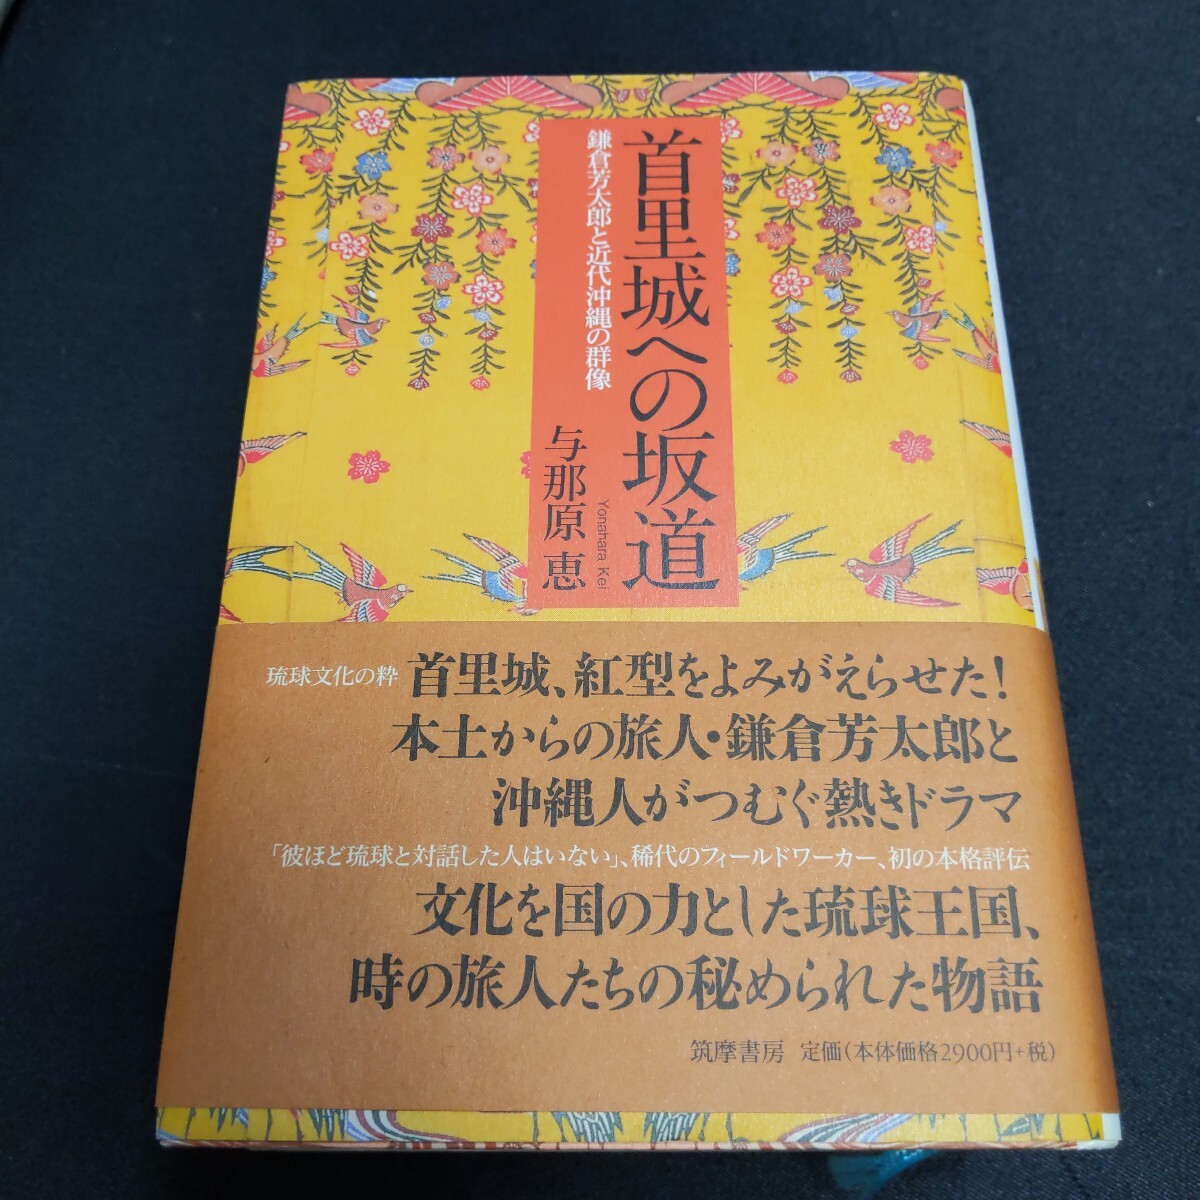 首里城への坂道
鎌倉芳太郎と近代沖縄の群像
与那原 恵
Yonahara Kei
琉球文化の粋 首里城、紅型をよみがえらせた!
本土からの旅人・鎌倉芳太郎と
沖縄人がつむぐ熱きドラマ
「彼ほど琉球と対話した人はいない」、稀代のフィールドワーカー、初の本格評伝
文化を国の力とした琉球王国、
時の旅人たちの秘められた物語
筑摩書房 定価(本体価格2900円+税)